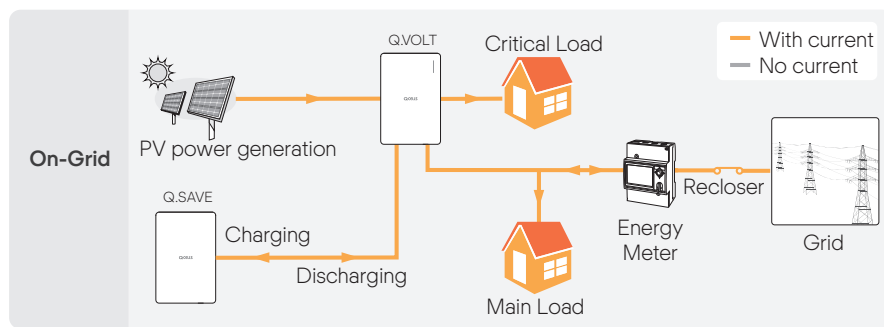 Q.VOLT
Critical Load
With current
No current
PV power generation
On-Grid
Q.SAVE
Charging
Discharging
Recloser
Energy
Meter
Grid
Main Load